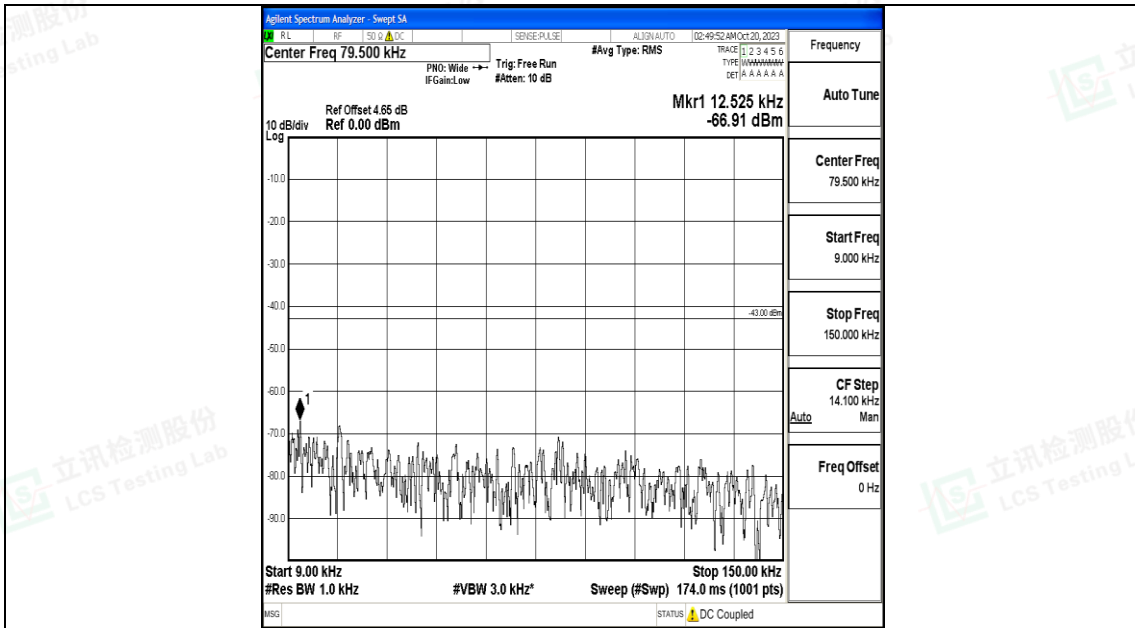 Agilent Spectrum Analyzer - Swept SA
RL RF 50 Ω DC SENSE:PULSE ALIGN AUTO 02:49:52 AM Oct 20, 2023
Center Freq 79.500 kHz
PNO: Wide
IFGain:Low
Trig: Free Run
#Atten: 10 dB
#Avg Type: RMS
TRACE 1 2 3 4 5 6
TYPE
DET A A A A A A
Mkr1 12.525 kHz
-66.91 dBm
Ref Offset 4.65 dB
10 dB/div Ref 0.00 dBm
Log
-10.0
-20.0
-30.0
-40.0
-43.00 dBm
-50.0
-60.0
1
-70.0
-80.0
-90.0
Start 9.00 kHz Stop 150.00 kHz
#Res BW 1.0 kHz #VBW 3.0 kHz* Sweep (#Swp) 174.0 ms (1001 pts)
MSG STATUS DC Coupled
Frequency
Auto Tune
Center Freq
79.500 kHz
Start Freq
9.000 kHz
Stop Freq
150.000 kHz
CF Step
14.100 kHz
Auto Man
Freq Offset
0 Hz
立讯检测股份
LCS Testing Lab
立讯检测股份